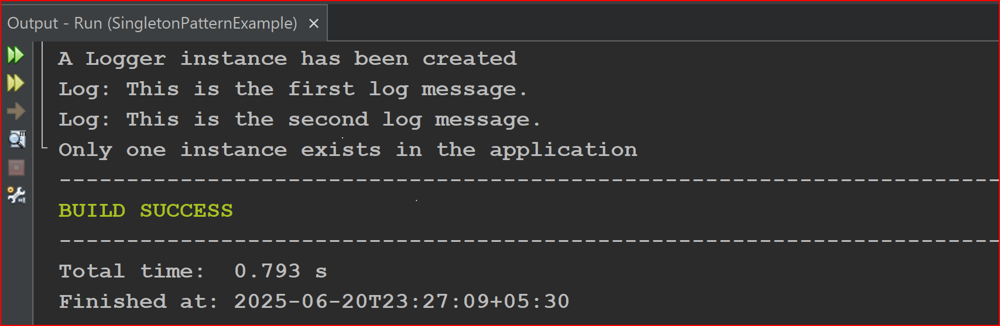 Output - Run (SingletonPatternExample) ×
A Logger instance has been created
Log: This is the first log message.
Log: This is the second log message.
Only one instance exists in the application
----------------------------------------------------------------------
BUILD SUCCESS
----------------------------------------------------------------------
Total time:  0.793 s
Finished at: 2025-06-20T23:27:09+05:30